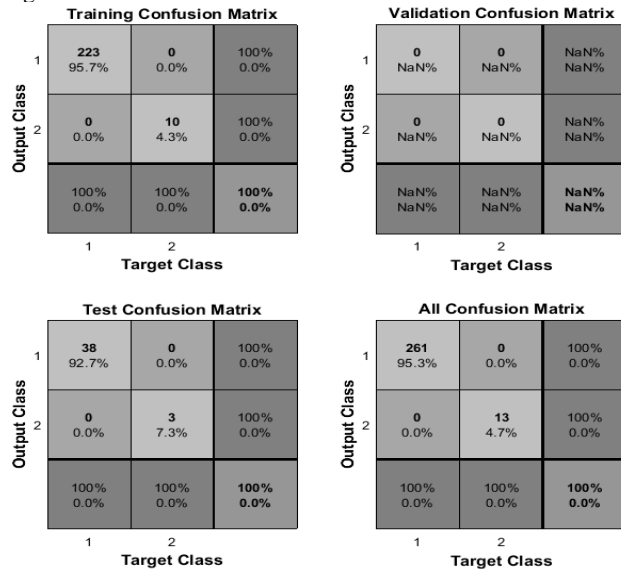 Training Confusion Matrix
Output Class
1
223
95.7%
0
0.0%
100%
0.0%
2
0
0.0%
10
4.3%
100%
0.0%
100%
0.0%
100%
0.0%
100%
0.0%
1
2
Target Class
Validation Confusion Matrix
Output Class
1
0
NaN%
0
NaN%
NaN%
NaN%
2
0
NaN%
0
NaN%
NaN%
NaN%
NaN%
NaN%
NaN%
NaN%
NaN%
NaN%
1
2
Target Class
Test Confusion Matrix
Output Class
1
38
92.7%
0
0.0%
100%
0.0%
2
0
0.0%
3
7.3%
100%
0.0%
100%
0.0%
100%
0.0%
100%
0.0%
1
2
Target Class
All Confusion Matrix
Output Class
1
261
95.3%
0
0.0%
100%
0.0%
2
0
0.0%
13
4.7%
100%
0.0%
100%
0.0%
100%
0.0%
100%
0.0%
1
2
Target Class